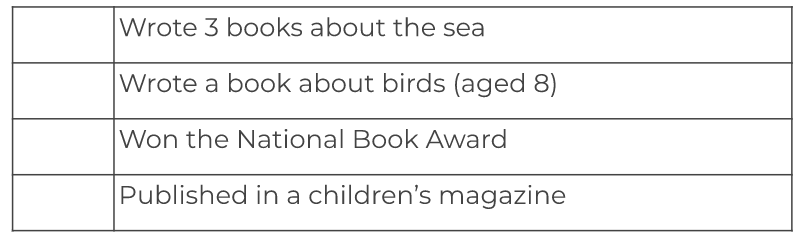 Wrote 3 books about the sea
Wrote a book about birds (aged 8)
Won the National Book Award
Published in a children’s magazine